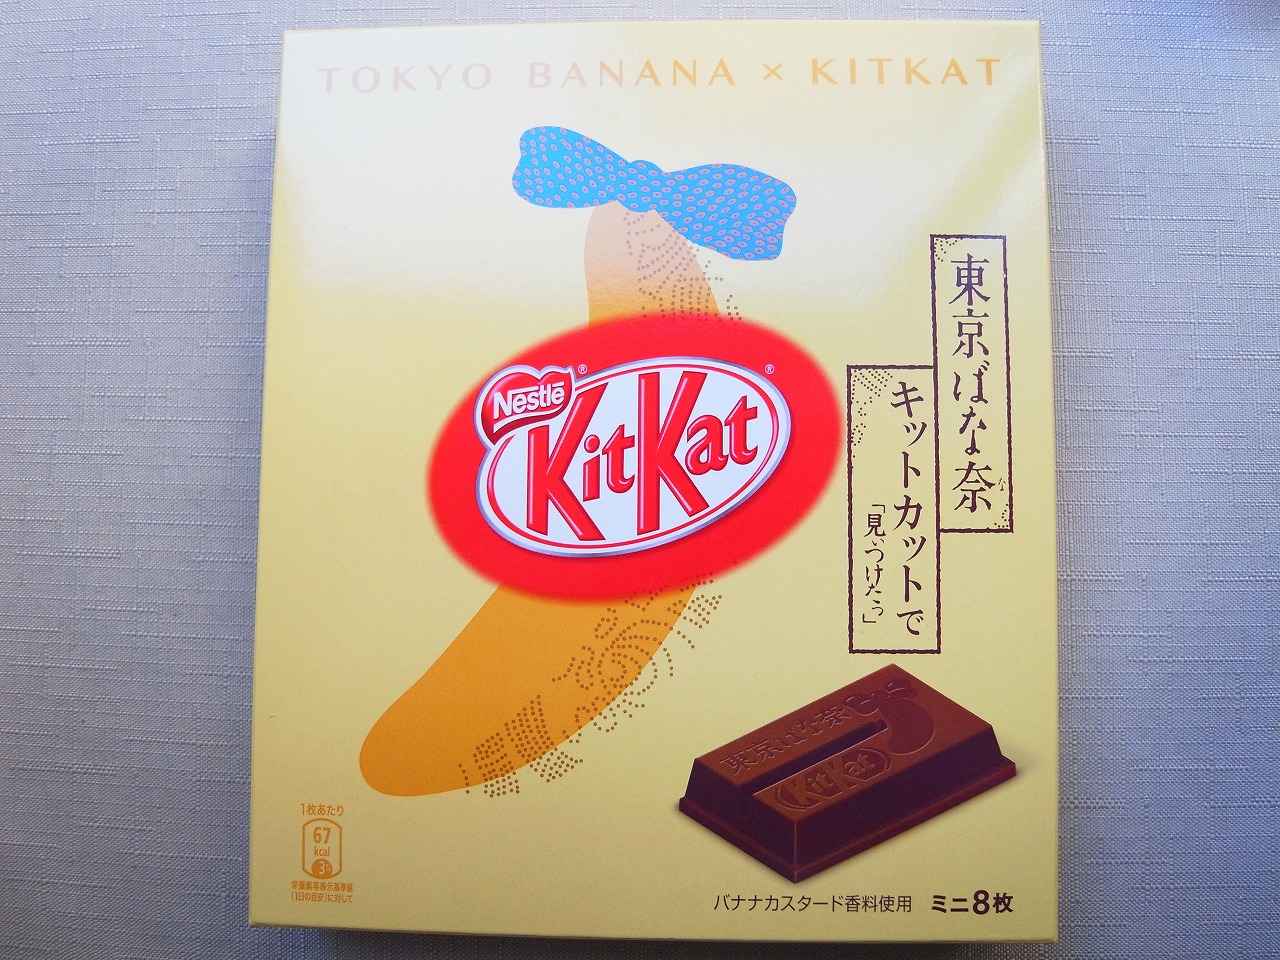 TOKYO BANANA × KITKAT
東京ばな奈
な
キットカットで
「見ぃつけたっ」
Nestlé®
KitKat®
東京ばな奈
KitKat
1枚あたり
67
kcal
3%
栄養素等表示基準値
(1日の目安)に対して
バナナカスタード香料使用 ミニ8枚